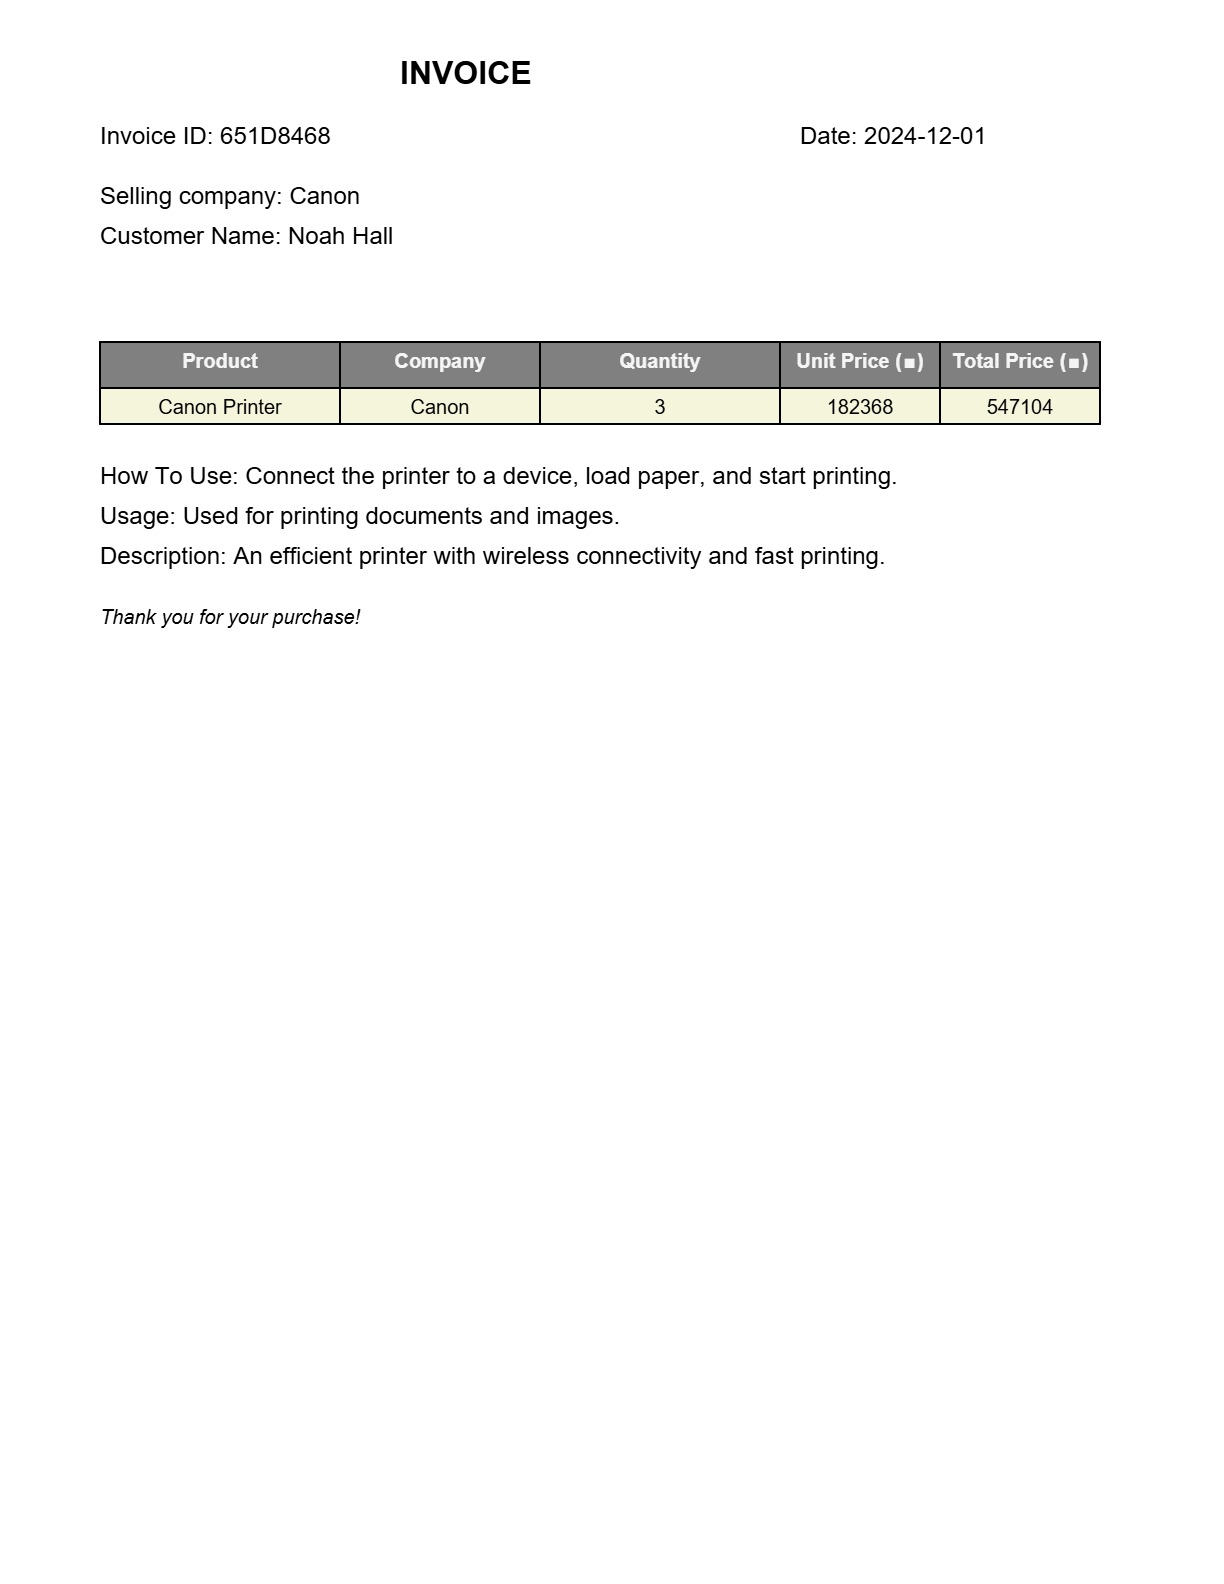 INVOICE
Invoice ID: 651D8468 Date: 2024-12-01
Selling company: Canon
Customer Name: Noah Hall
Product Company Quantity Unit Price (■) Total Price (■)
Canon Printer Canon 3 182368 547104
How To Use: Connect the printer to a device, load paper, and start printing.
Usage: Used for printing documents and images.
Description: An efficient printer with wireless connectivity and fast printing.
Thank you for your purchase!